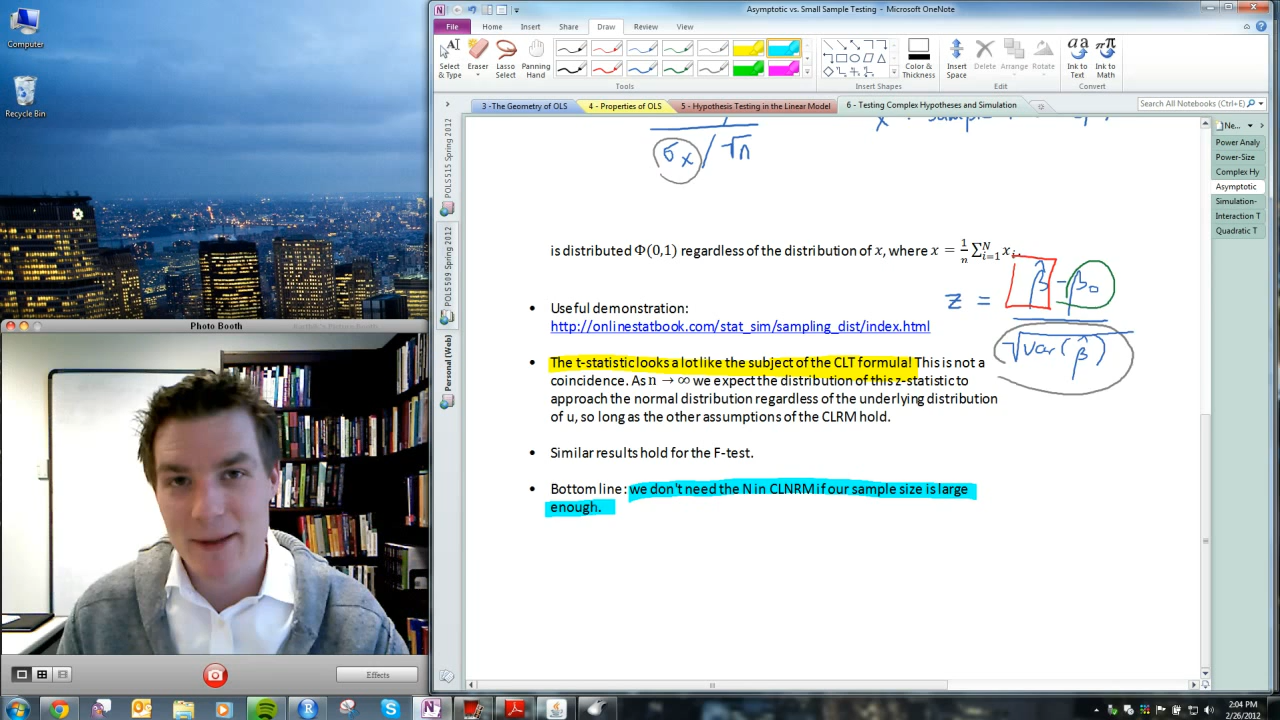 Computer
Recycle Bin
Asymptotic vs. Small Sample Testing - Microsoft OneNote
File Home Insert Share Draw Review View
Select & Type
Eraser
Lasso Select
Panning Hand
Color & Thickness
Insert Space
Delete
Arrange
Rotate
Ink to Text
Ink to Math
Tools
Insert Shapes
Edit
Convert
3 -The Geometry of OLS
4 - Properties of OLS
5 - Hypothesis Testing in the Linear Model
6 - Testing Complex Hypotheses and Simulation
Search All Notebooks (Ctrl+E)
POLS 515 Spring 2012
POLS 509 Spring 2012
Personal (Web)
Ne...
Power Analy
Power-Size
Complex Hy
Asymptotic
Simulation-
Interaction T
Quadratic T
σx / √n
is distributed Φ(0,1) regardless of the distribution of x, where x = 1/n ∑ᵢ₌₁ᴺ xᵢ.
z = β̂ - β₀
√var(β̂)
• Useful demonstration:
http://onlinestatbook.com/stat_sim/sampling_dist/index.html
• The t-statistic looks a lot like the subject of the CLT formula! This is not a
coincidence. As n → ∞ we expect the distribution of this z-statistic to
approach the normal distribution regardless of the underlying distribution
of u, so long as the other assumptions of the CLRM hold.
• Similar results hold for the F-test.
• Bottom line: we don't need the N in CLNRM if our sample size is large
enough.
Photo Booth
Effects
2:04 PM
2/26/2012